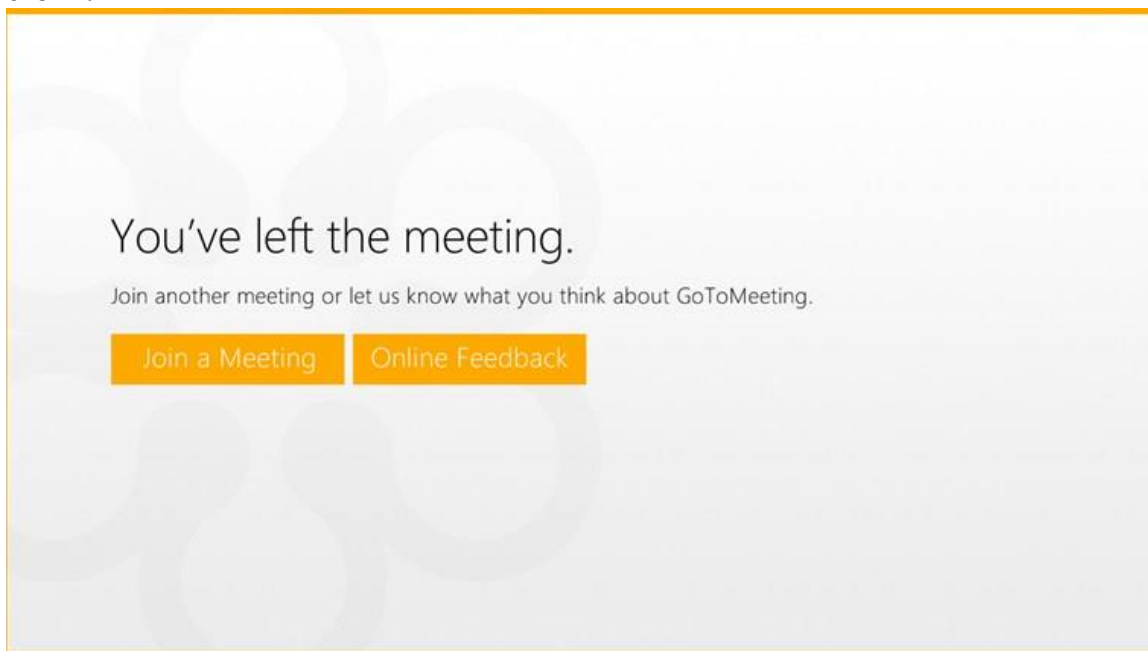 You've left the meeting.
Join another meeting or let us know what you think about GoToMeeting.
Join a Meeting
Online Feedback